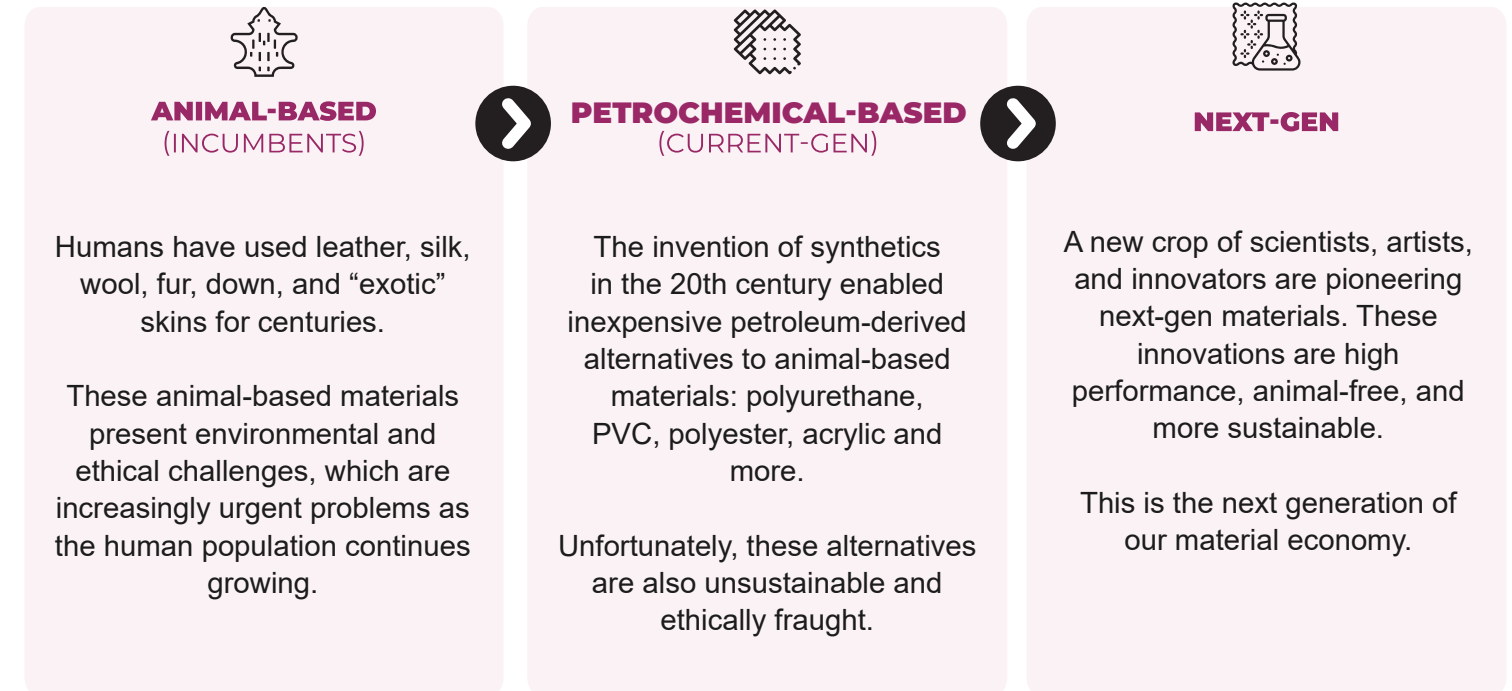 ANIMAL-BASED
(INCUMBENTS)
Humans have used leather, silk,
wool, fur, down, and “exotic”
skins for centuries.
These animal-based materials
present environmental and
ethical challenges, which are
increasingly urgent problems as
the human population continues
growing.
PETROCHEMICAL-BASED
(CURRENT-GEN)
The invention of synthetics
in the 20th century enabled
inexpensive petroleum-derived
alternatives to animal-based
materials: polyurethane,
PVC, polyester, acrylic and
more.
Unfortunately, these alternatives
are also unsustainable and
ethically fraught.
NEXT-GEN
A new crop of scientists, artists,
and innovators are pioneering
next-gen materials. These
innovations are high
performance, animal-free, and
more sustainable.
This is the next generation of
our material economy.